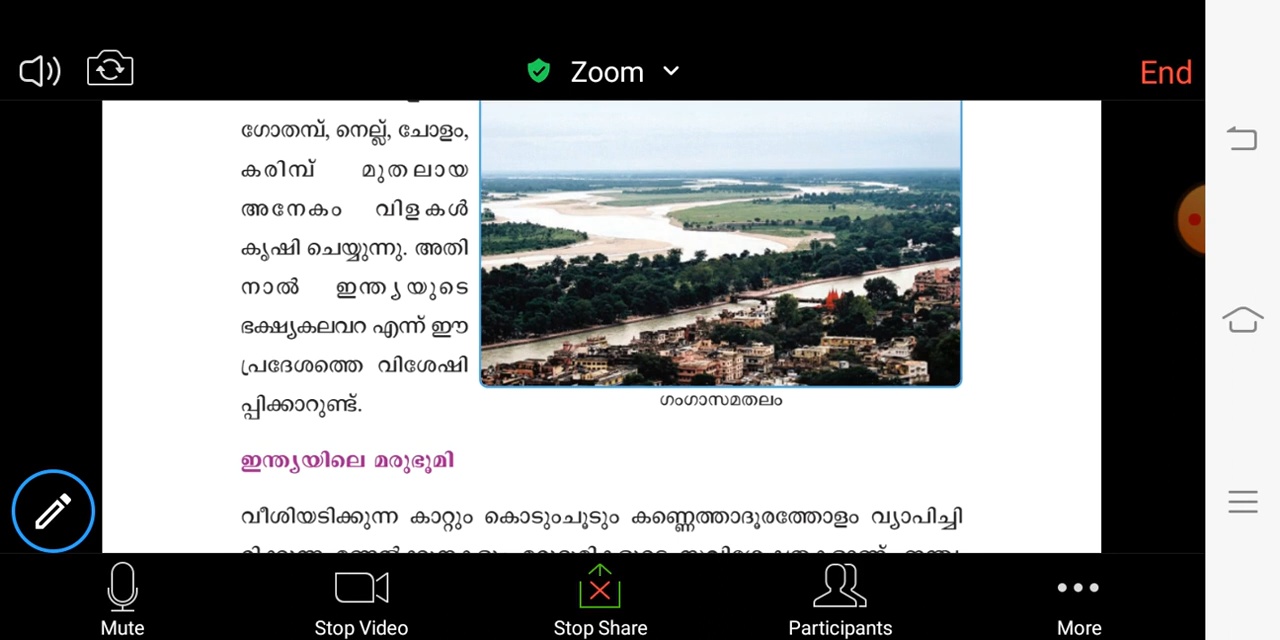 Zoom
End
ഗോതമ്പ്, നെല്ല്, ചോളം,
കരിമ്പ് മുതലായ
അനേകം വിളകൾ
കൃഷി ചെയ്യുന്നു. അതി
നാൽ ഇന്ത്യയുടെ
ഭക്ഷ്യകലവറ എന്ന് ഈ
പ്രദേശത്തെ വിശേഷി
പ്പിക്കാറുണ്ട്.
ഗംഗാസമതലം
ഇന്ത്യയിലെ മരുഭൂമി
വീശിയടിക്കുന്ന കാറ്റും കൊടുംചൂടും കണ്ണെത്താദൂരത്തോളം വ്യാപിച്ചി
Mute
Stop Video
Stop Share
Participants
More